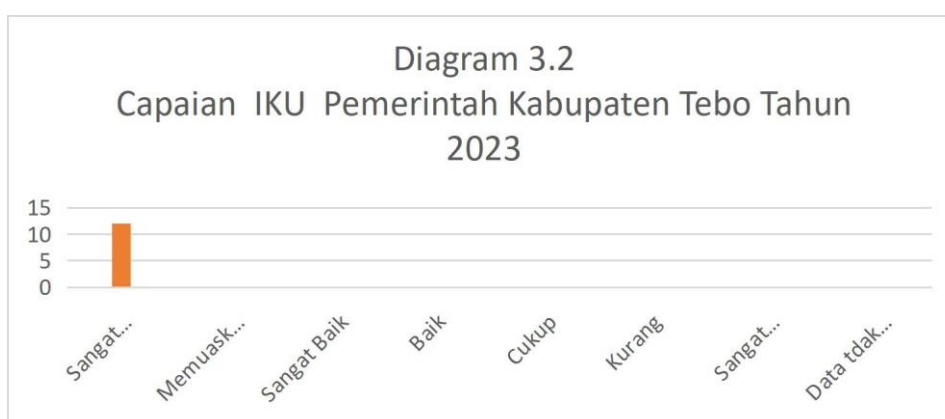 Diagram 3.2
Capaian IKU Pemerintah Kabupaten Tebo Tahun
2023
15
10
5
0
Sangat...
Memuask...
Sangat Baik
Baik
Cukup
Kurang
Sangat...
Data tdak...